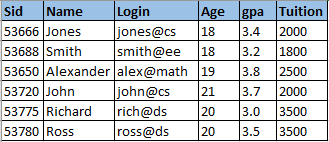 Sid Name Login Age gpa Tuition
53666 Jones jones@cs 18 3.4 2000
53688 Smith smith@ee 18 3.2 1800
53650 Alexander alex@math 19 3.8 2500
53720 John john@cs 21 3.7 2000
53775 Richard rich@ds 20 3.0 3500
53780 Ross ross@ds 20 3.5 3500